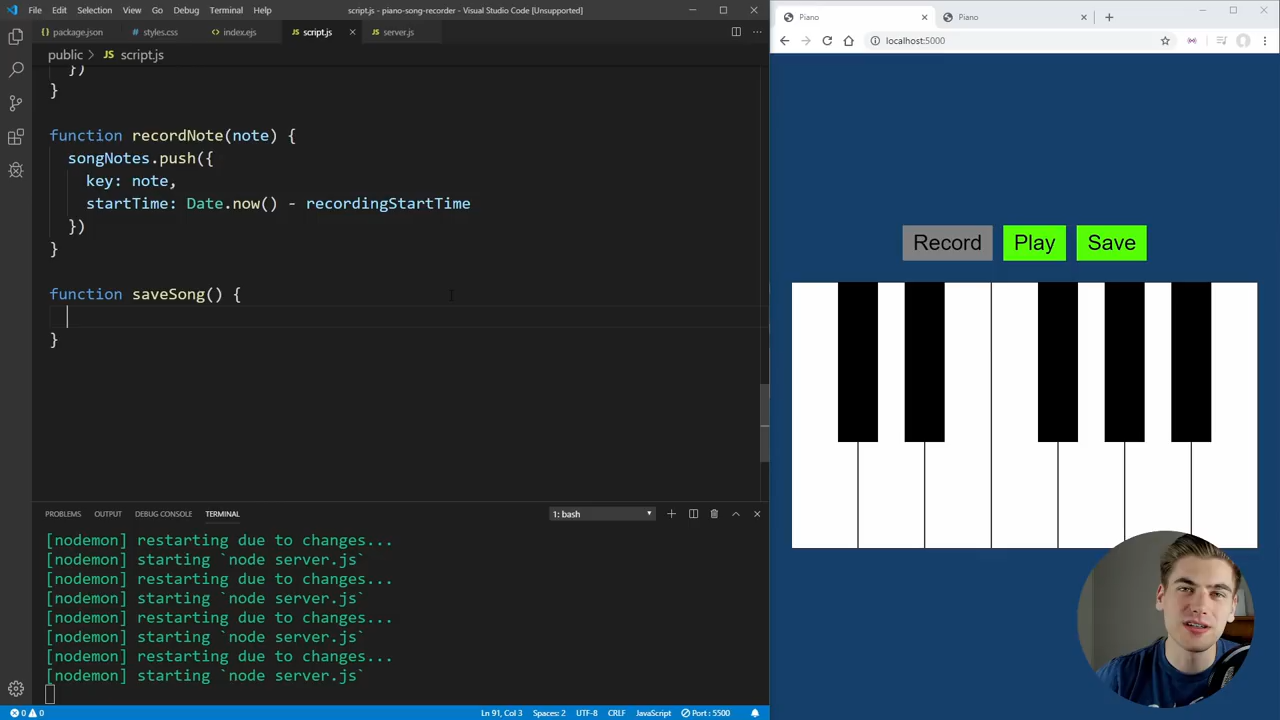 File Edit Selection View Go Debug Terminal Help script.js - piano-song-recorder - Visual Studio Code [Unsupported]
package.json styles.css index.ejs JS script.js JS server.js
public JS script.js
})
}
function recordNote(note) {
songNotes.push({
key: note,
startTime: Date.now() - recordingStartTime
})
}
function saveSong() {
}
PROBLEMS OUTPUT DEBUG CONSOLE TERMINAL 1: bash
[nodemon] restarting due to changes...
[nodemon] starting `node server.js`
[nodemon] restarting due to changes...
[nodemon] starting `node server.js`
[nodemon] restarting due to changes...
[nodemon] starting `node server.js`
[nodemon] restarting due to changes...
[nodemon] starting `node server.js`
0 0 Ln 91, Col 3 Spaces: 2 UTF-8 CRLF JavaScript Port : 5500
Piano Piano
localhost:5000
Record Play Save